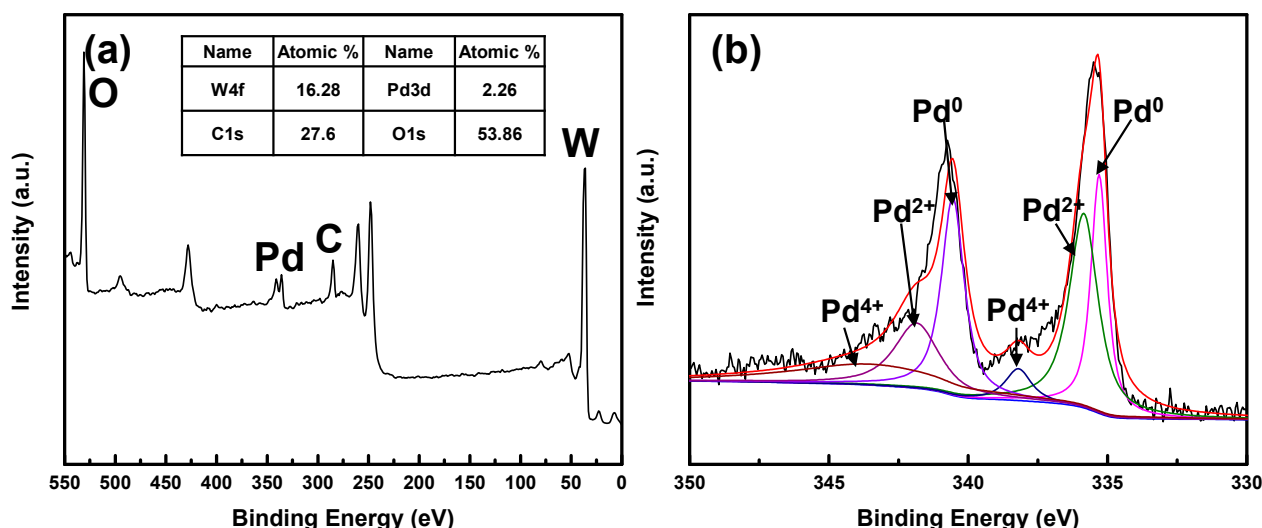 (a)
Name Atomic % Name Atomic %
W4f 16.28 Pd3d 2.26
C1s 27.6 O1s 53.86
O
Pd
C
W
Intensity (a.u.)
550 500 450 400 350 300 250 200 150 100 50 0
Binding Energy (eV)
(b)
Pd⁰
Pd⁰
Pd²⁺
Pd²⁺
Pd⁴⁺
Pd⁴⁺
Intensity (a.u.)
350 345 340 335 330
Binding Energy (eV)